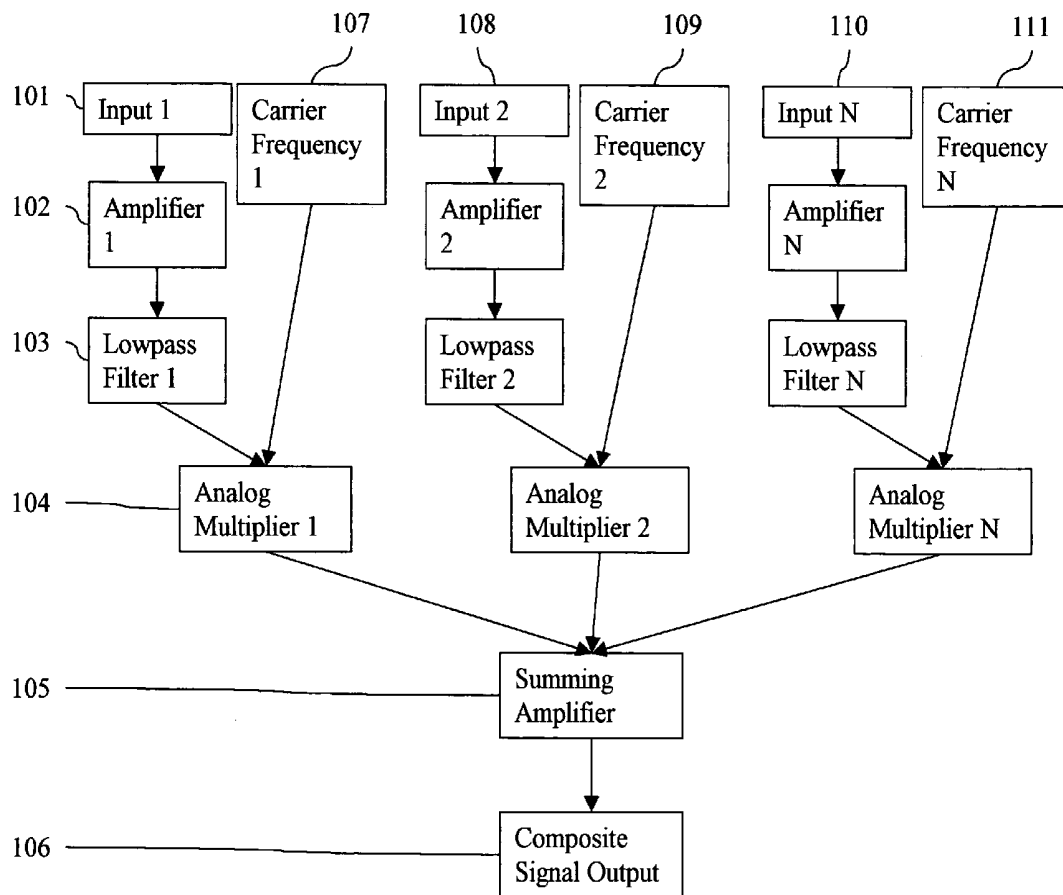 107
108
109
110
111
101
Input 1
Carrier
Frequency
1
Input 2
Carrier
Frequency
2
Input N
Carrier
Frequency
N
102
Amplifier
1
Amplifier
2
Amplifier
N
103
Lowpass
Filter 1
Lowpass
Filter 2
Lowpass
Filter N
104
Analog
Multiplier 1
Analog
Multiplier 2
Analog
Multiplier N
105
Summing
Amplifier
106
Composite
Signal Output